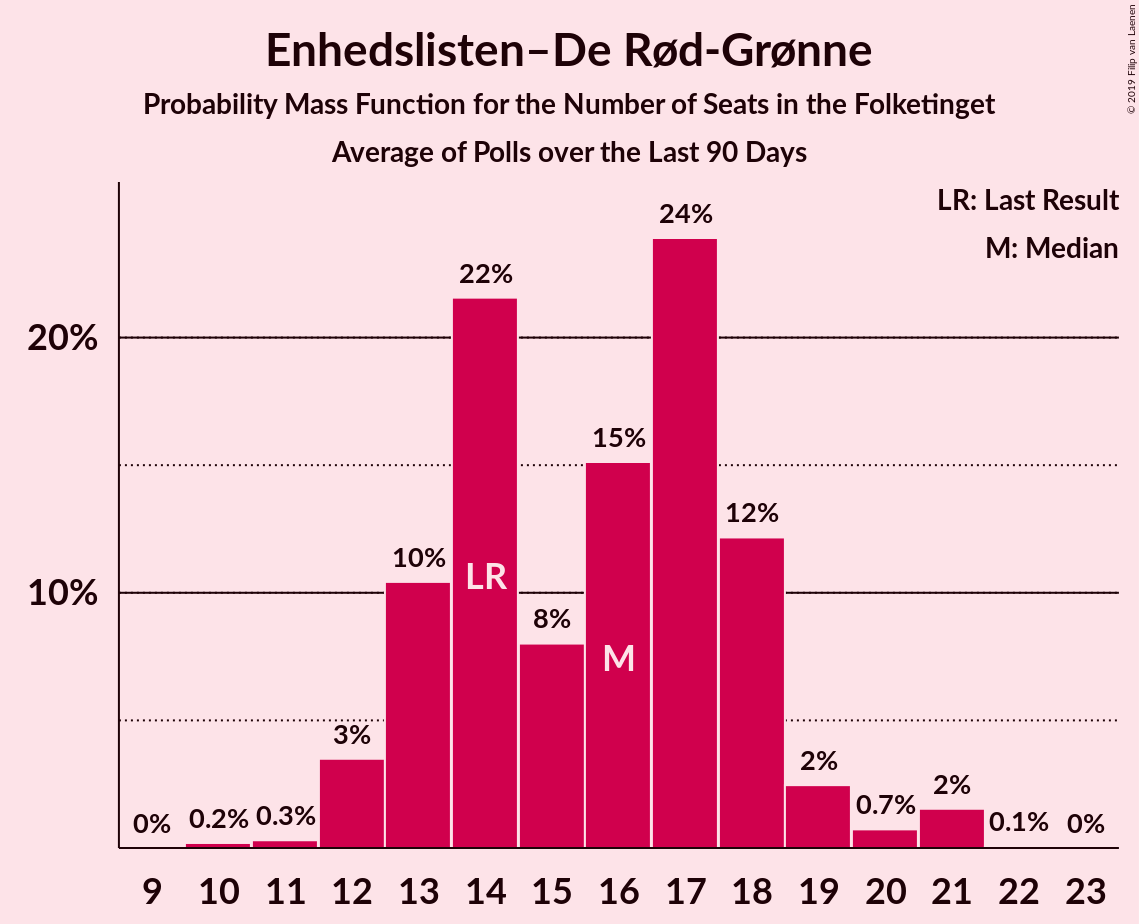 Enhedslisten–De Rød-Grønne
Probability Mass Function for the Number of Seats in the Folketinget
Average of Polls over the Last 90 Days
© 2019 Filip van Laenen
LR: Last Result
M: Median
20%
10%
0%
0.2%
0.3%
3%
10%
22%
8%
15%
24%
12%
2%
0.7%
2%
0.1%
0%
LR
M
9 10 11 12 13 14 15 16 17 18 19 20 21 22 23